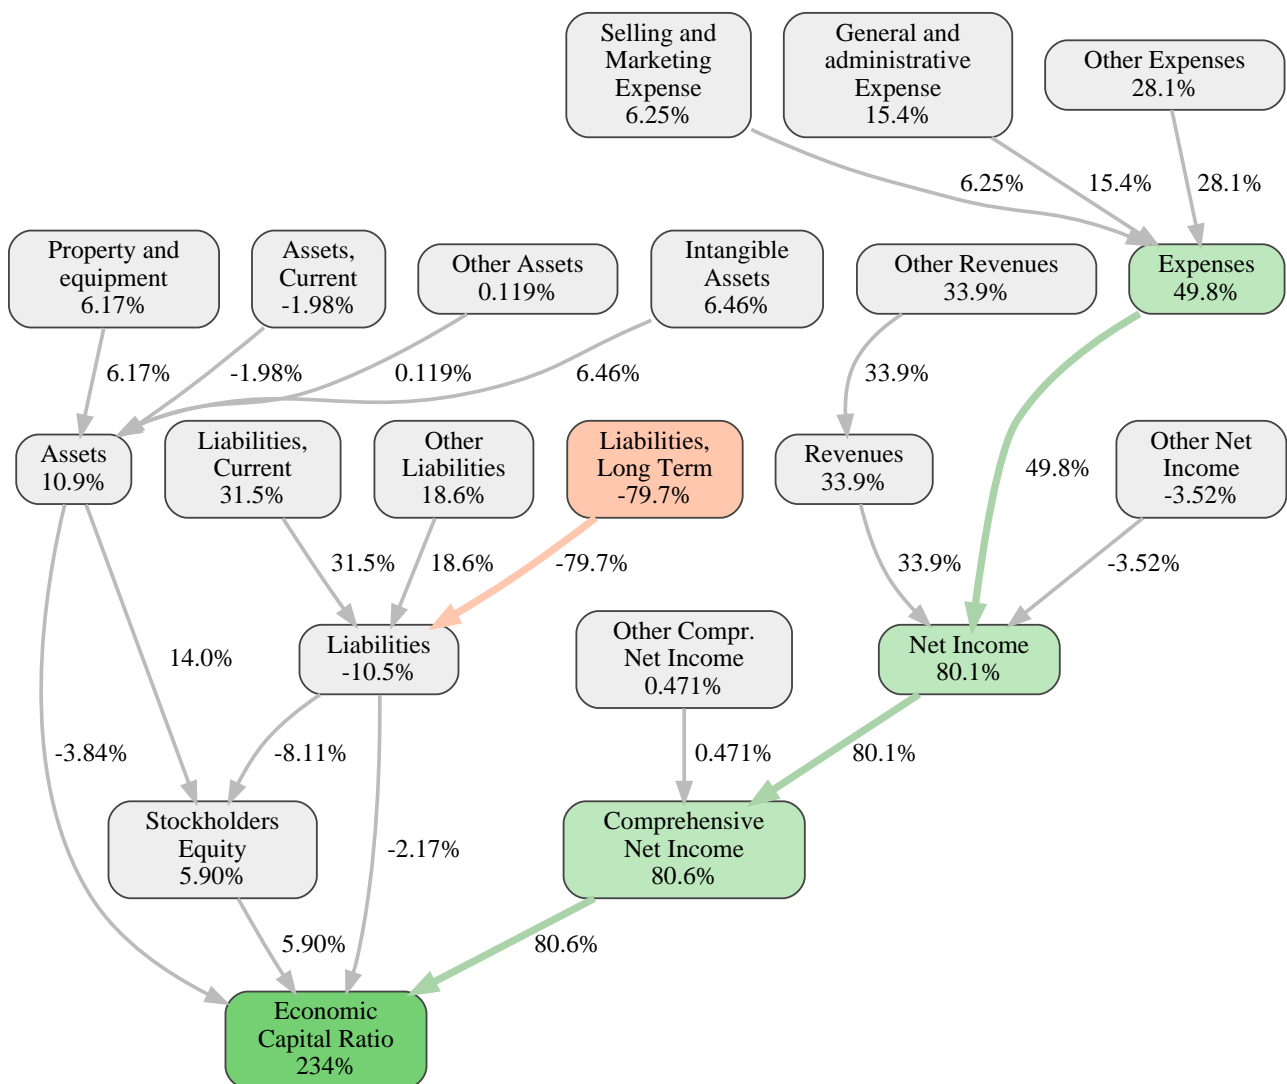 Selling and
Marketing
Expense
6.25%
General and
administrative
Expense
15.4%
Other Expenses
28.1%
6.25%
15.4%
28.1%
Property and
equipment
6.17%
Assets,
Current
-1.98%
Other Assets
0.119%
Intangible
Assets
6.46%
Other Revenues
33.9%
Expenses
49.8%
6.17%
-1.98%
0.119%
6.46%
33.9%
49.8%
Assets
10.9%
Liabilities,
Current
31.5%
Other
Liabilities
18.6%
Liabilities,
Long Term
-79.7%
Revenues
33.9%
Other Net
Income
-3.52%
31.5%
18.6%
-79.7%
33.9%
-3.52%
14.0%
Liabilities
-10.5%
Other Compr.
Net Income
0.471%
Net Income
80.1%
-3.84%
-8.11%
0.471%
80.1%
Stockholders
Equity
5.90%
-2.17%
Comprehensive
Net Income
80.6%
5.90%
80.6%
Economic
Capital Ratio
234%